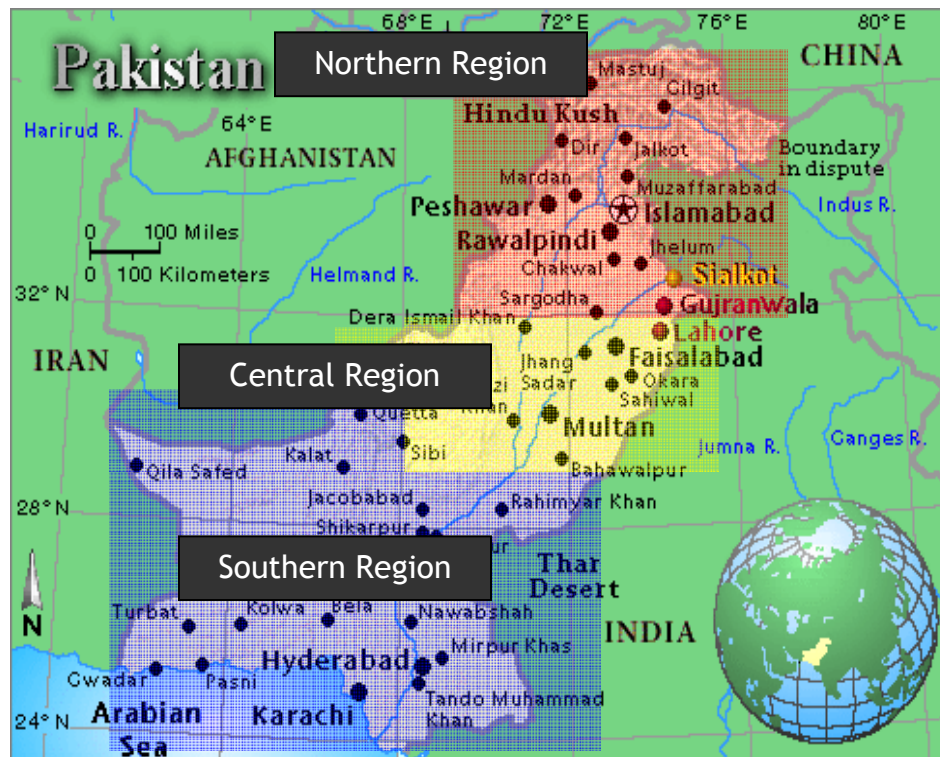 68° E
72° E
76° E
80° E
Pakistan
Northern Region
CHINA
Mastuj
Gilgit
Hindu Kush
Harirud R.
64° E
AFGHANISTAN
Dir
Jalkot
Boundary
in dispute
Mardan
Muzaffarabad
Peshawar
Islamabad
Indus R.
0 100 Miles
0 100 Kilometers
Rawalpindi
Jhelum
Helmand R.
Chakwal
Sialkot
32° N
Sargodha
Gujranwala
Dera Ismail Khan
Lahore
IRAN
Central Region
Jhang
Sadar
Faisalabad
Okara
Sahiwal
Quetta
Khan
Multan
Jumna R.
Ganges R.
Qila Safed
Kalat
Sibi
Bahawalpur
28° N
Jacobabad
Rahimyar Khan
Shikarpur
Southern Region
Thar
Desert
Turbat
Kolwa
Bela
Nawabshah
N
INDIA
Hyderabad
Mirpur Khas
Gwadar
Pasni
Karachi
Tando Muhammad
Khan
24° N
Arabian
Sea